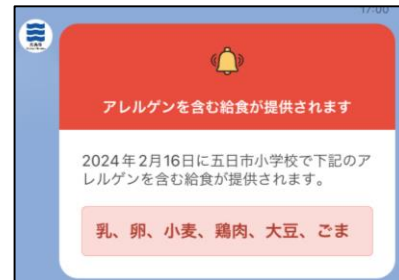 17:00
アレルゲンを含む給食が提供されます
2024年2月16日に五日市小学校で下記のア
レルゲンを含む給食が提供されます。
乳、卵、小麦、鶏肉、大豆、ごま